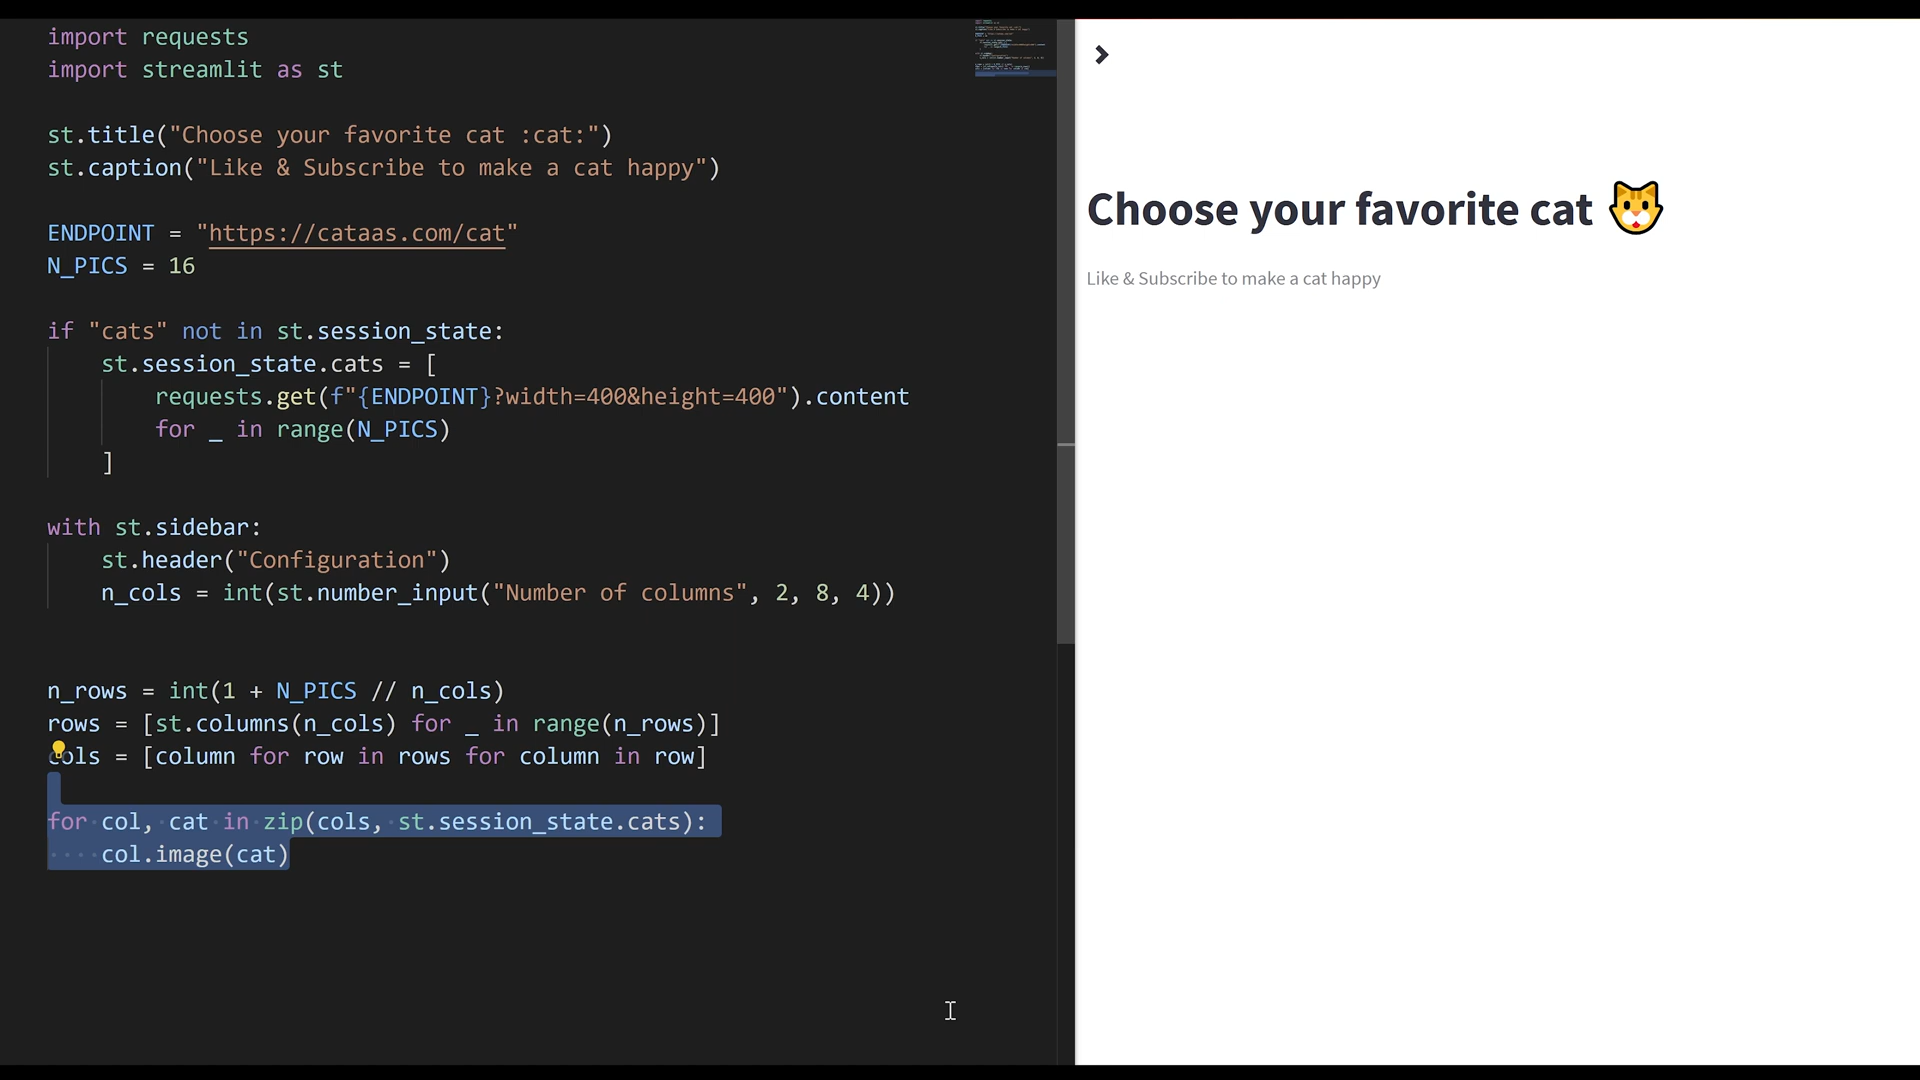 import requests
import streamlit as st
st.title("Choose your favorite cat :cat:")
st.caption("Like & Subscribe to make a cat happy")
ENDPOINT = "https://cataas.com/cat"
N_PICS = 16
if "cats" not in st.session_state:
    st.session_state.cats = [
        requests.get(f"{ENDPOINT}?width=400&height=400").content
        for _ in range(N_PICS)
    ]
with st.sidebar:
    st.header("Configuration")
    n_cols = int(st.number_input("Number of columns", 2, 8, 4))
n_rows = int(1 + N_PICS // n_cols)
rows = [st.columns(n_cols) for _ in range(n_rows)]
cols = [column for row in rows for column in row]
for col, cat in zip(cols, st.session_state.cats):
    col.image(cat)
Choose your favorite cat 🐱
Like & Subscribe to make a cat happy